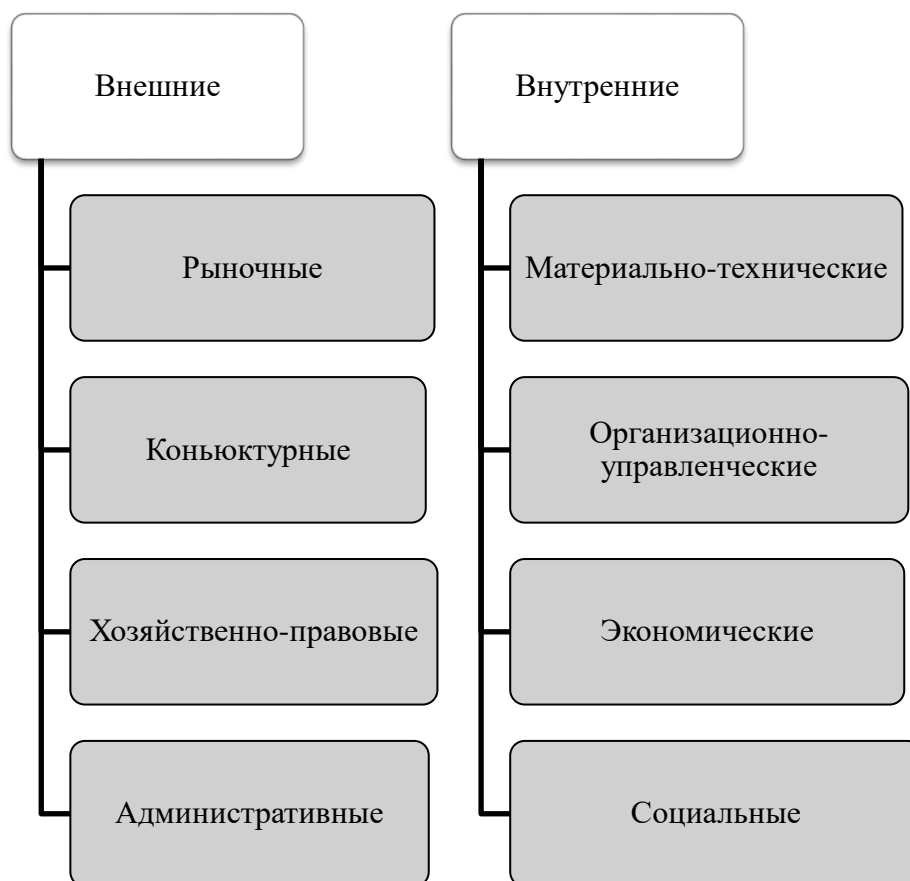 Внешние
Рыночные
Коньюктурные
Хозяйственно-правовые
Административные
Внутренние
Материально-технические
Организационно-
управленческие
Экономические
Социальные